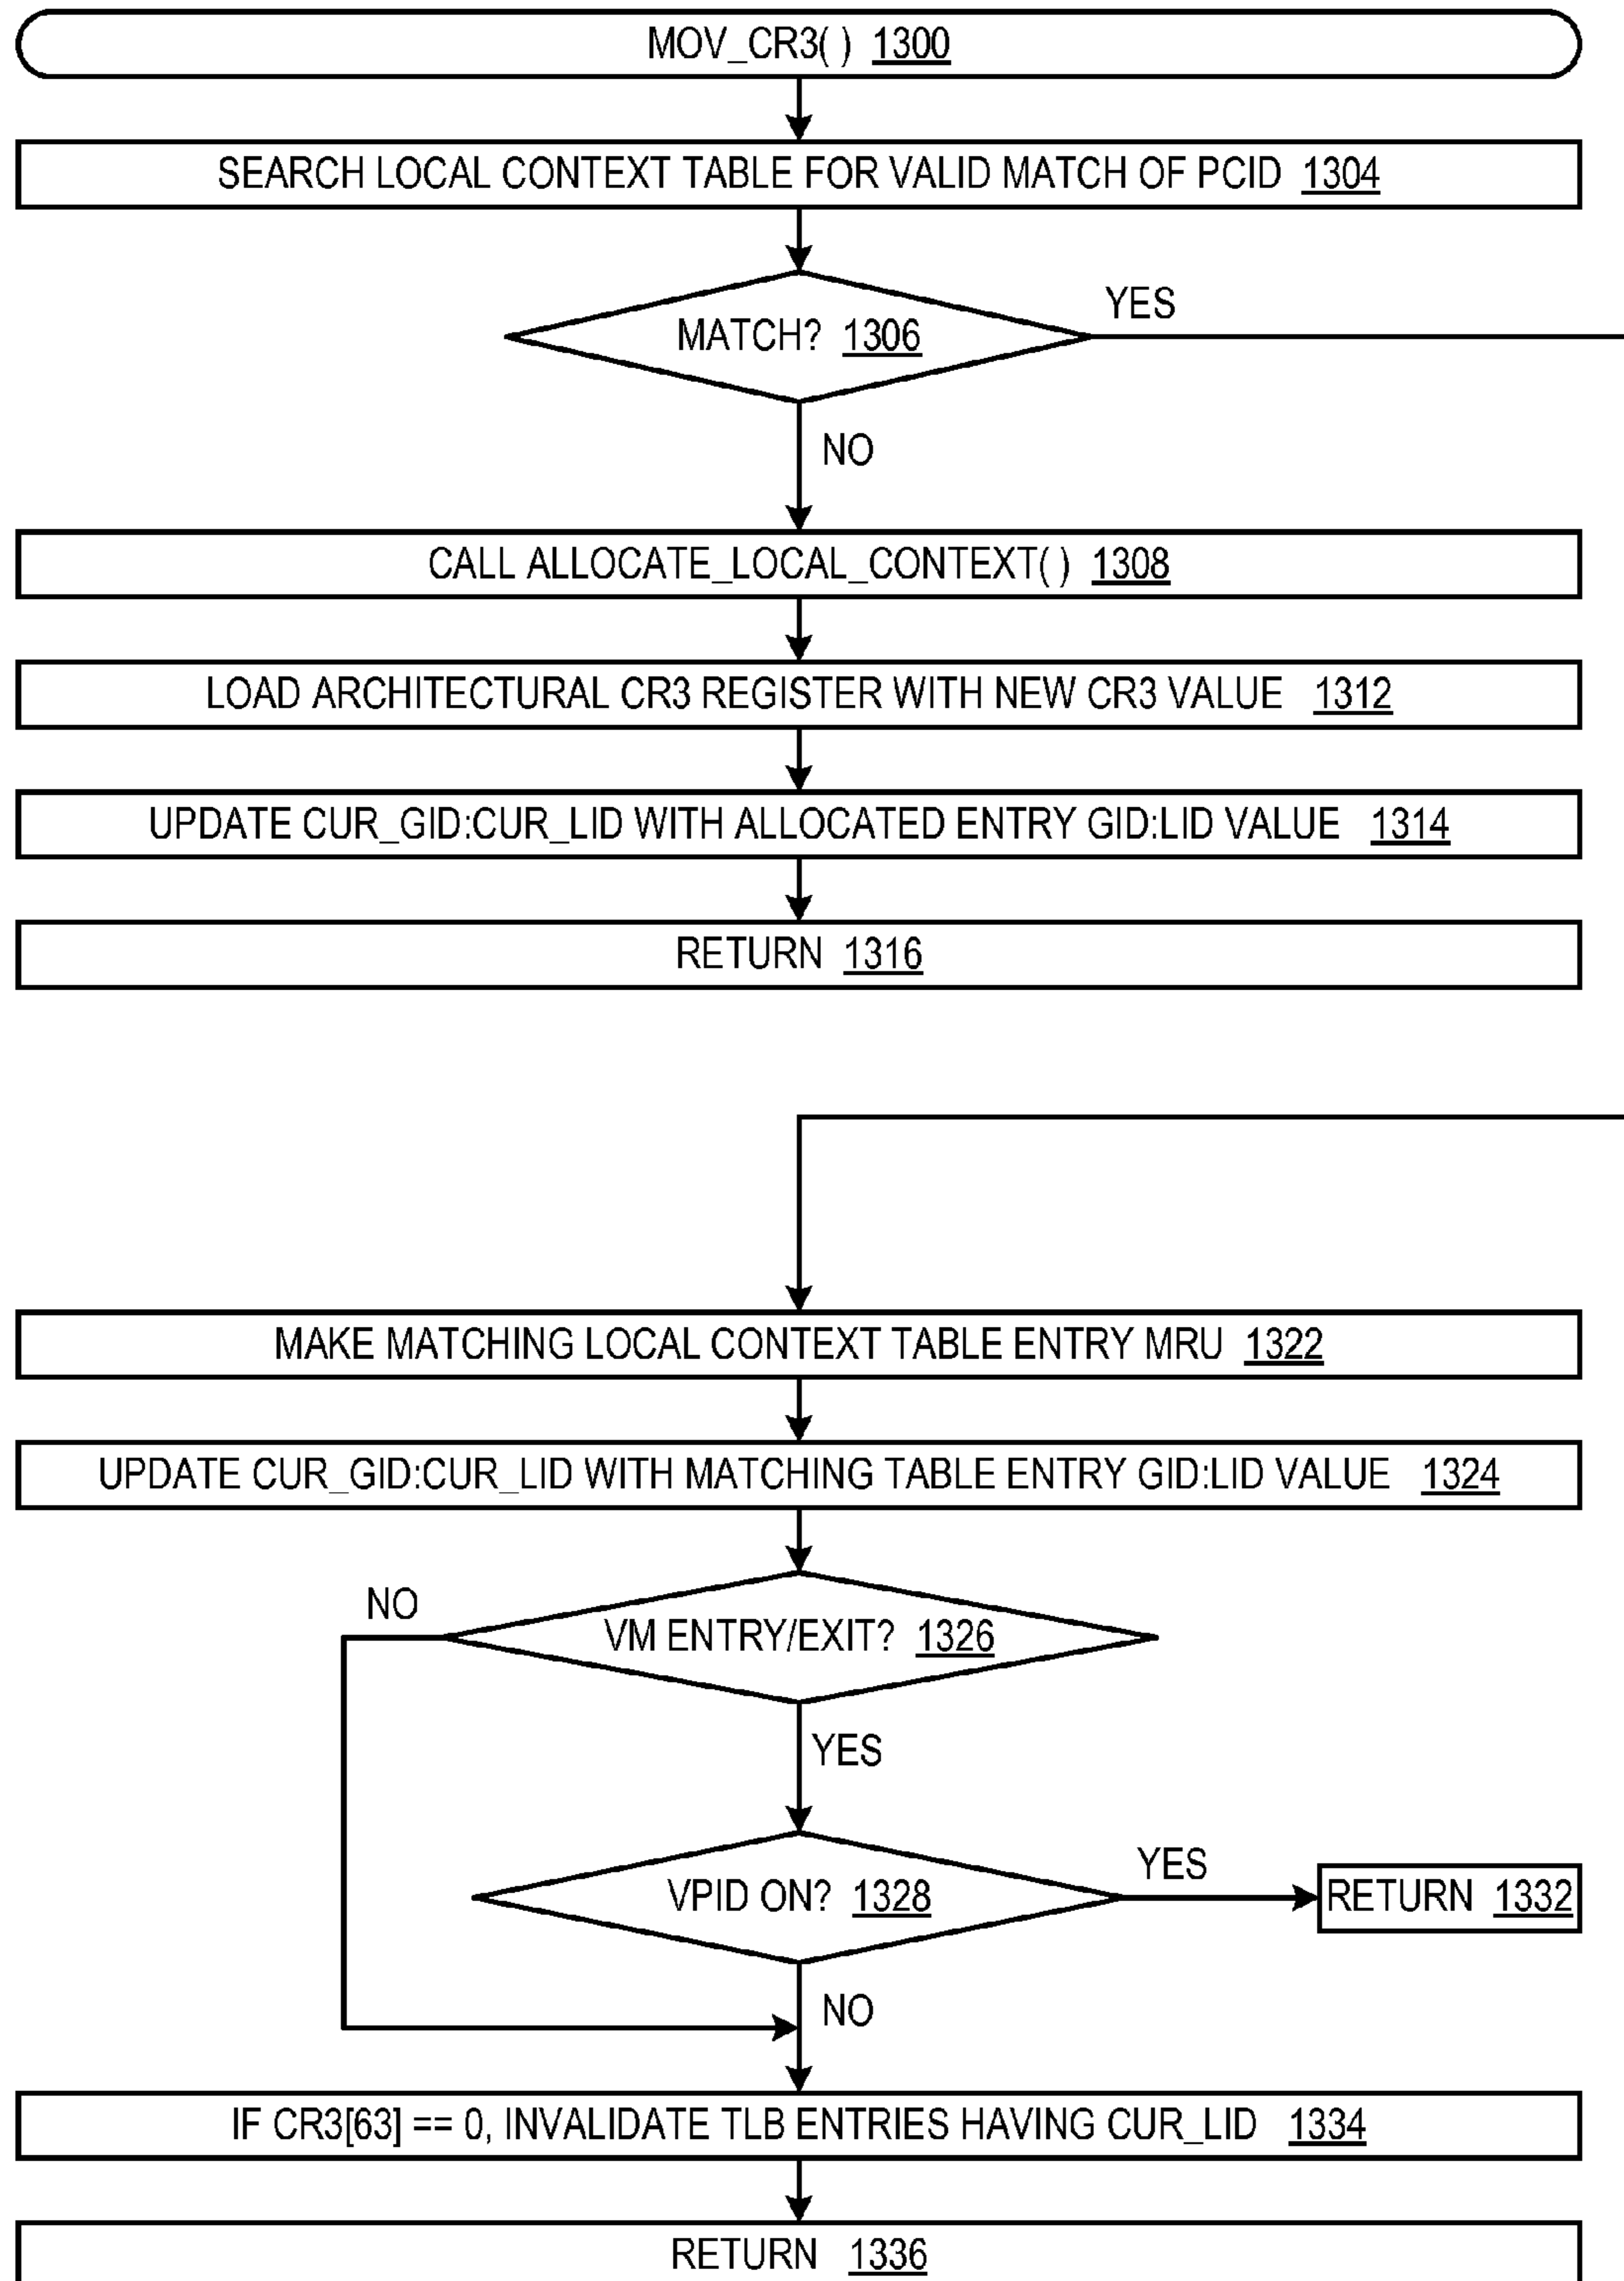 MOV_CR3( ) 1300
SEARCH LOCAL CONTEXT TABLE FOR VALID MATCH OF PCID 1304
YES
MATCH? 1306
NO
CALL ALLOCATE_LOCAL_CONTEXT( ) 1308
LOAD ARCHITECTURAL CR3 REGISTER WITH NEW CR3 VALUE 1312
UPDATE CUR_GID:CUR_LID WITH ALLOCATED ENTRY GID:LID VALUE 1314
RETURN 1316
MAKE MATCHING LOCAL CONTEXT TABLE ENTRY MRU 1322
UPDATE CUR_GID:CUR_LID WITH MATCHING TABLE ENTRY GID:LID VALUE 1324
NO
VM ENTRY/EXIT? 1326
YES
VPID ON? 1328
YES
RETURN 1332
NO
IF CR3[63] == 0, INVALIDATE TLB ENTRIES HAVING CUR_LID 1334
RETURN 1336